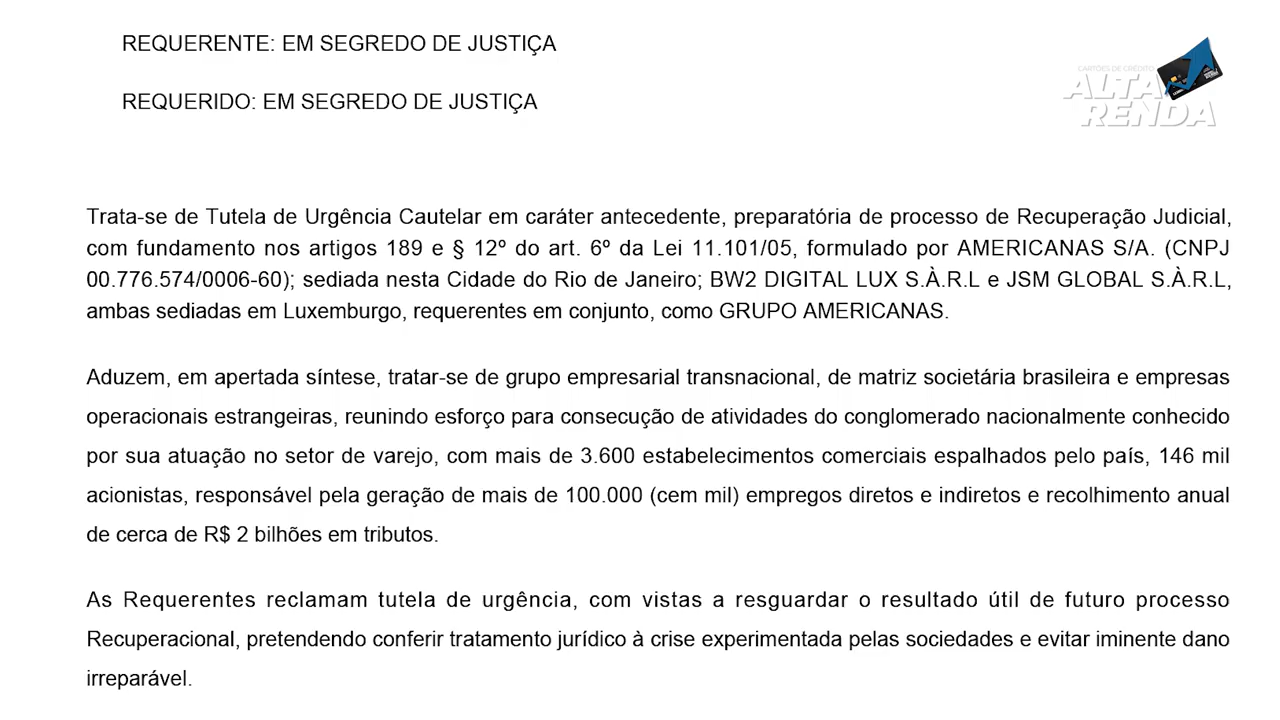 REQUERENTE: EM SEGREDO DE JUSTIÇA
CARTÕES DE CRÉDITO
ALTA
RENDA
REQUERIDO: EM SEGREDO DE JUSTIÇA
Trata-se de Tutela de Urgência Cautelar em caráter antecedente, preparatória de processo de Recuperação Judicial,
com fundamento nos artigos 189 e § 12º do art. 6º da Lei 11.101/05, formulado por AMERICANAS S/A. (CNPJ
00.776.574/0006-60); sediada nesta Cidade do Rio de Janeiro; BW2 DIGITAL LUX S.À.R.L e JSM GLOBAL S.À.R.L,
ambas sediadas em Luxemburgo, requerentes em conjunto, como GRUPO AMERICANAS.
Aduzem, em apertada síntese, tratar-se de grupo empresarial transnacional, de matriz societária brasileira e empresas
operacionais estrangeiras, reunindo esforço para consecução de atividades do conglomerado nacionalmente conhecido
por sua atuação no setor de varejo, com mais de 3.600 estabelecimentos comerciais espalhados pelo país, 146 mil
acionistas, responsável pela geração de mais de 100.000 (cem mil) empregos diretos e indiretos e recolhimento anual
de cerca de R$ 2 bilhões em tributos.
As Requerentes reclamam tutela de urgência, com vistas a resguardar o resultado útil de futuro processo
Recuperacional, pretendendo conferir tratamento jurídico à crise experimentada pelas sociedades e evitar iminente dano
irreparável.